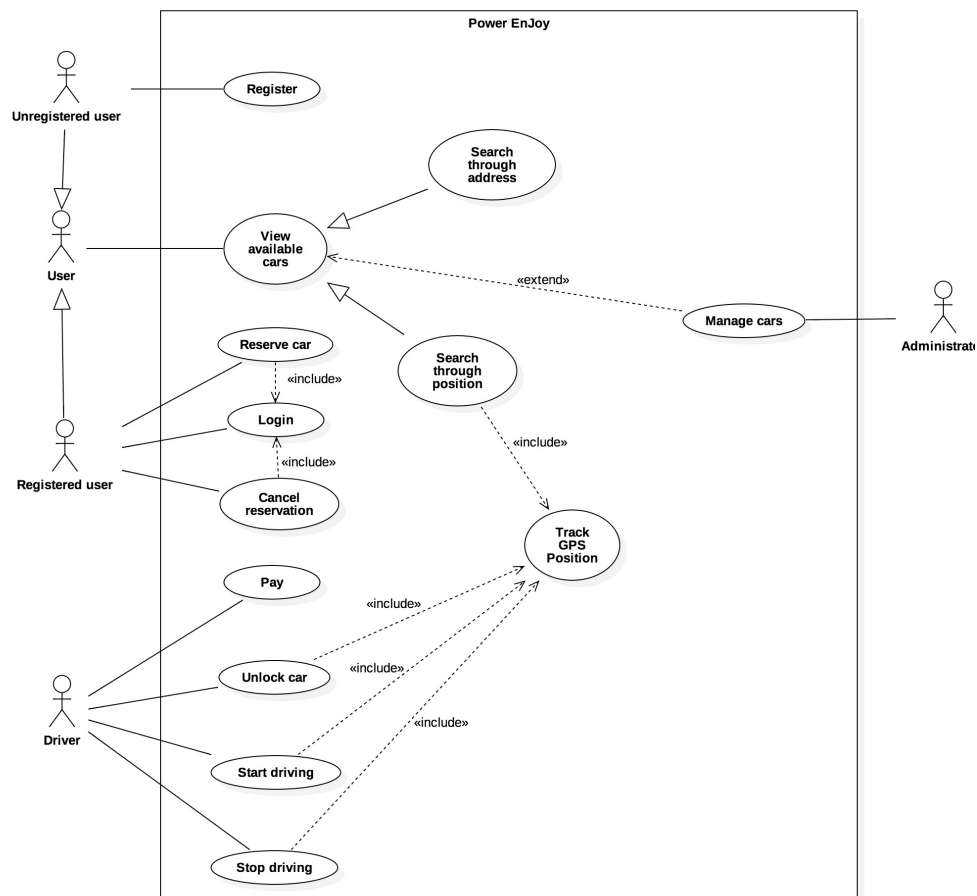 Power EnJoy
Unregistered user
Register
Search
through
address
User
View
available
cars
«extend»
Manage cars
Administrato
Reserve car
«include»
Search
through
position
Login
«include»
«include»
Registered user
Cancel
reservation
Track
GPS
Position
Pay
«include»
Unlock car
«include»
«include»
Driver
Start driving
Stop driving